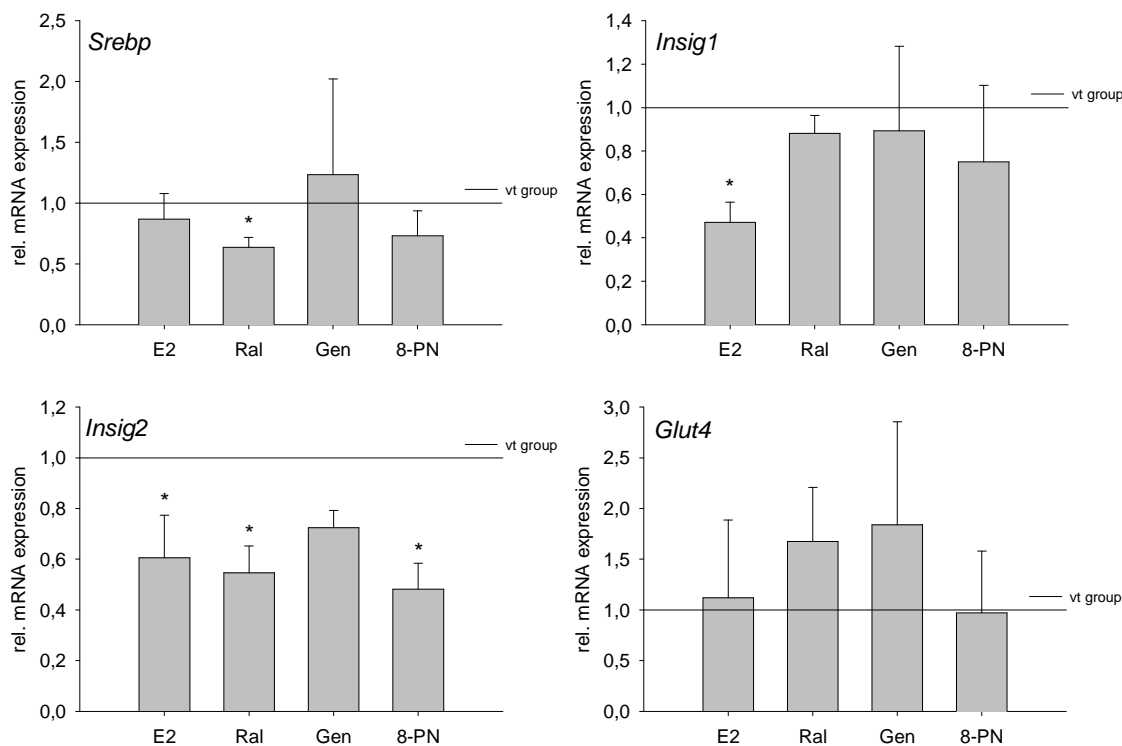 Srebp
rel. mRNA expression
2,5
2,0
1,5
1,0
0,5
0,0
vt group
*
E2 Ral Gen 8-PN
Insig1
rel. mRNA expression
1,4
1,2
1,0
0,8
0,6
0,4
0,2
0,0
vt group
*
E2 Ral Gen 8-PN
Insig2
rel. mRNA expression
1,2
1,0
0,8
0,6
0,4
0,2
0,0
vt group
* * *
E2 Ral Gen 8-PN
Glut4
rel. mRNA expression
3,0
2,5
2,0
1,5
1,0
0,5
0,0
vt group
E2 Ral Gen 8-PN